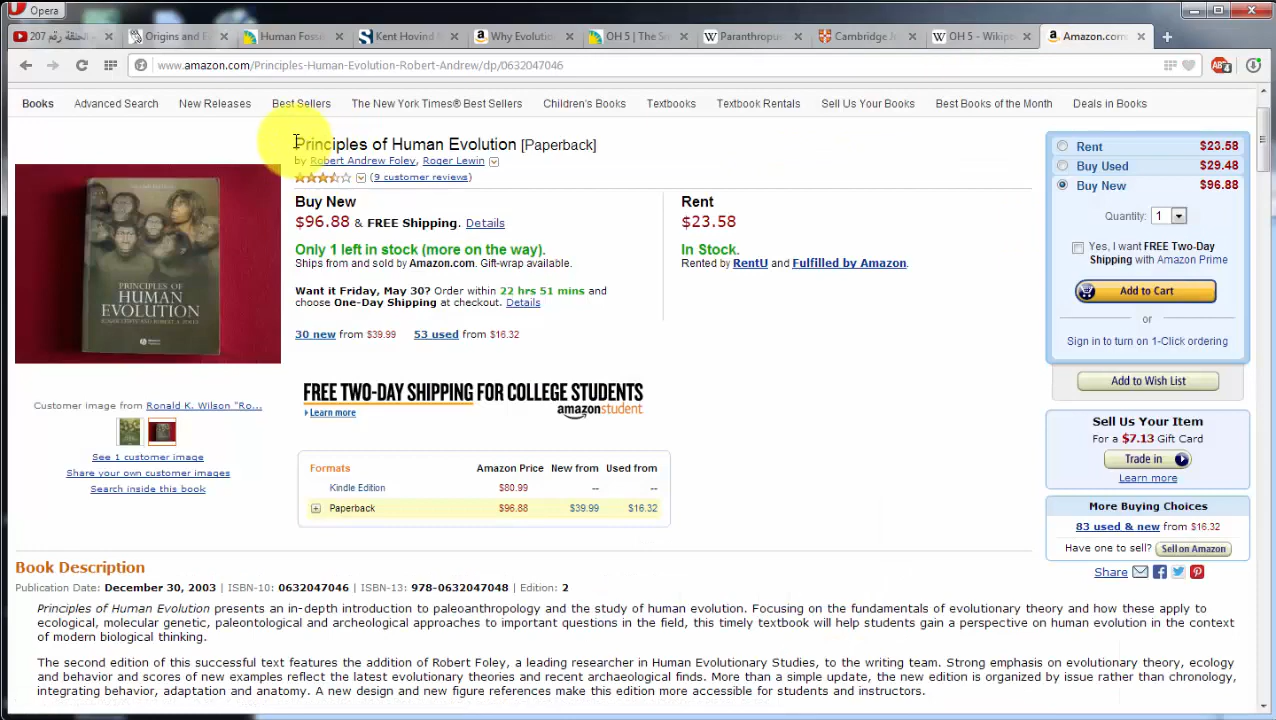 Opera
207 الحلقة رقم
Origins and E
Human Foss
Kent Hovind
Why Evolutio
OH 5 | The S
Paranthropu
Cambridge J
OH 5 - Wikip
Amazon.com
www.amazon.com/Principles-Human-Evolution-Robert-Andrew/dp/0632047046
Books Advanced Search New Releases Best Sellers The New York Times® Best Sellers Children's Books Textbooks Textbook Rentals Sell Us Your Books Best Books of the Month Deals in Books
Principles of Human Evolution [Paperback]
by Robert Andrew Foley, Roger Lewin
(9 customer reviews)
Buy New
$96.88 & FREE Shipping. Details
Only 1 left in stock (more on the way).
Ships from and sold by Amazon.com. Gift-wrap available.
Want it Friday, May 30? Order within 22 hrs 51 mins and
choose One-Day Shipping at checkout. Details
30 new from $39.99 53 used from $16.32
Rent
$23.58
In Stock.
Rented by RentU and Fulfilled by Amazon.
PRINCIPLES OF
HUMAN
EVOLUTION
Customer image from Ronald K. Wilson "Ro...
See 1 customer image
Share your own customer images
Search inside this book
FREE TWO-DAY SHIPPING FOR COLLEGE STUDENTS
Learn more
amazonstudent
Formats Amazon Price New from Used from
Kindle Edition $80.99 -- --
Paperback $96.88 $39.99 $16.32
Rent $23.58
Buy Used $29.48
Buy New $96.88
Quantity: 1
Yes, I want FREE Two-Day
Shipping with Amazon Prime
Add to Cart
or
Sign in to turn on 1-Click ordering
Add to Wish List
Sell Us Your Item
For a $7.13 Gift Card
Trade in
Learn more
More Buying Choices
83 used & new from $16.32
Have one to sell? Sell on Amazon
Share
Book Description
Publication Date: December 30, 2003 | ISBN-10: 0632047046 | ISBN-13: 978-0632047048 | Edition: 2
Principles of Human Evolution presents an in-depth introduction to paleoanthropology and the study of human evolution. Focusing on the fundamentals of evolutionary theory and how these apply to
ecological, molecular genetic, paleontological and archeological approaches to important questions in the field, this timely textbook will help students gain a perspective on human evolution in the context
of modern biological thinking.
The second edition of this successful text features the addition of Robert Foley, a leading researcher in Human Evolutionary Studies, to the writing team. Strong emphasis on evolutionary theory, ecology
and behavior and scores of new examples reflect the latest evolutionary theories and recent archaeological finds. More than a simple update, the new edition is organized by issue rather than chronology,
integrating behavior, adaptation and anatomy. A new design and new figure references make this edition more accessible for students and instructors.